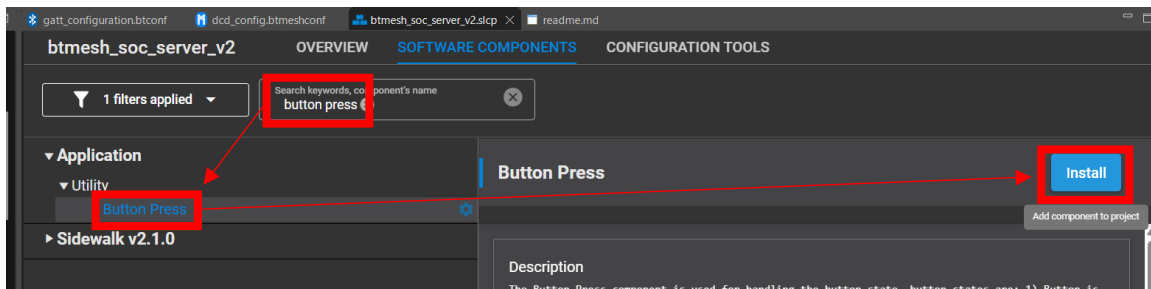 gatt_configuration.btconf dcd_config.btmeshconf btmesh_soc_server_v2.slcp readme.md
btmesh_soc_server_v2 OVERVIEW SOFTWARE COMPONENTS CONFIGURATION TOOLS
1 filters applied
Search keywords, component's name
button press
Application
Utility
Button Press
Sidewalk v2.1.0
Button Press
Install
Add component to project
Description
The Button Press component is used for handling the button state, button states are: 1) Button is